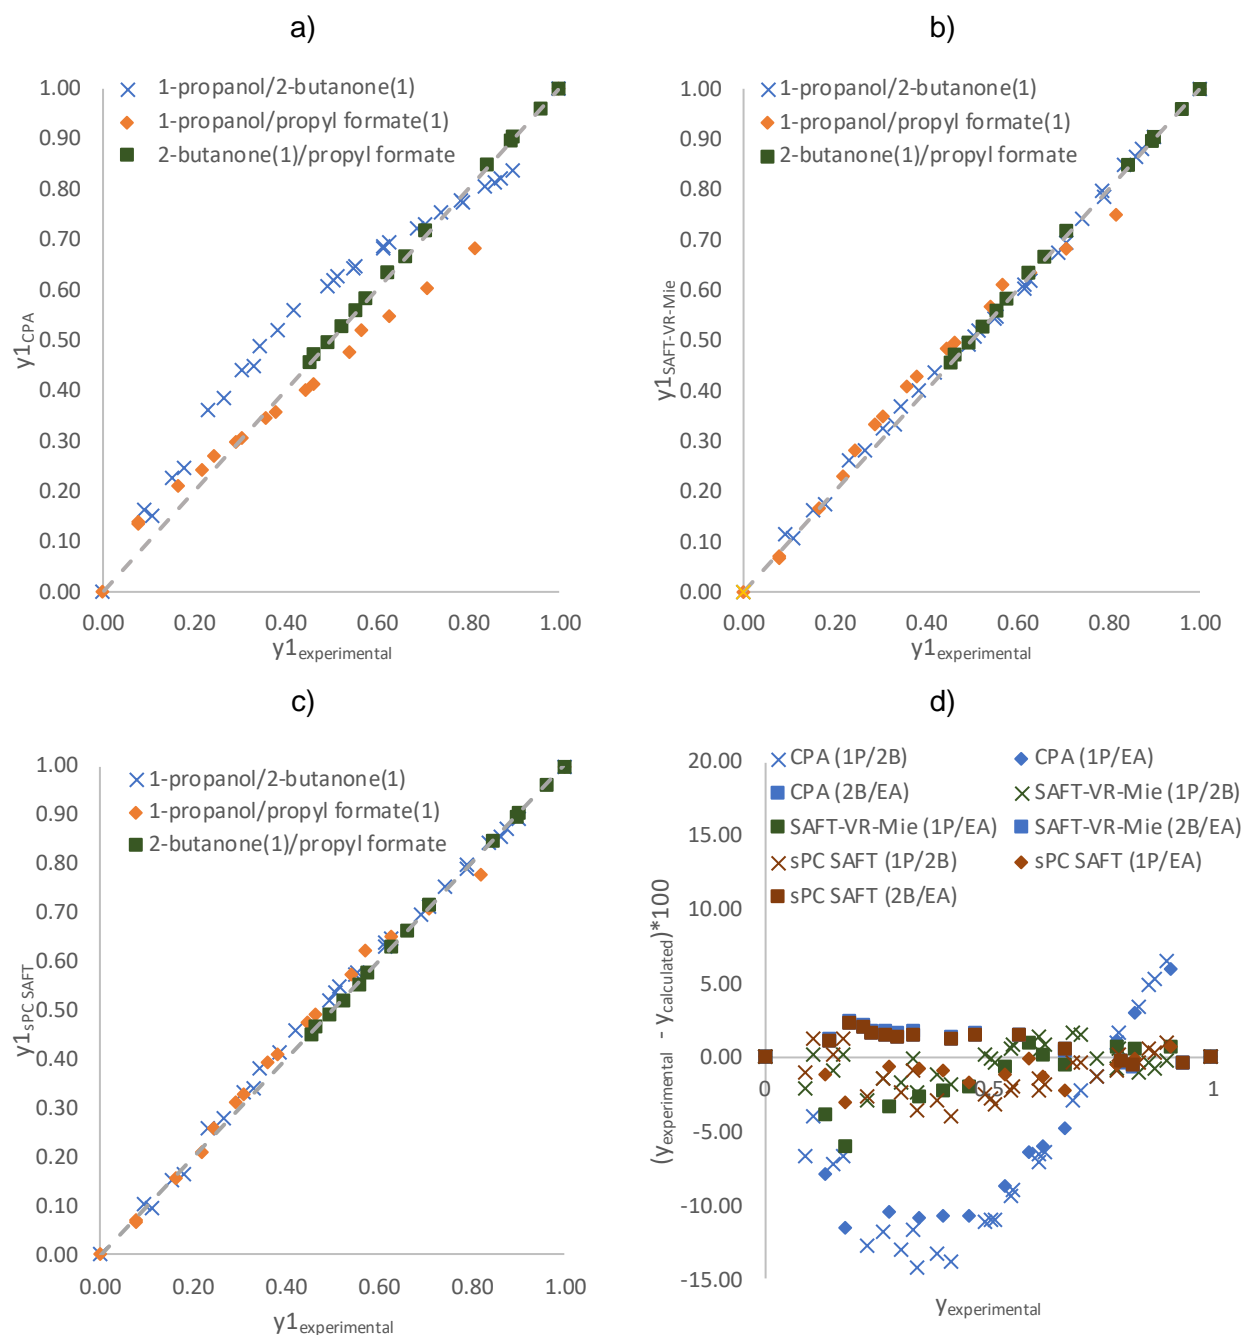 a)
1-propanol/2-butanone(1)
1-propanol/propyl formate(1)
2-butanone(1)/propyl formate
1.00
0.90
0.80
0.70
0.60
0.50
0.40
0.30
0.20
0.10
0.00
y1CPA
0.00 0.20 0.40 0.60 0.80 1.00
y1experimental
b)
1-propanol/2-butanone(1)
1-propanol/propyl formate(1)
2-butanone(1)/propyl formate
1.00
0.90
0.80
0.70
0.60
0.50
0.40
0.30
0.20
0.10
0.00
y1SAFT-VR-Mie
0.00 0.20 0.40 0.60 0.80 1.00
y1experimental
c)
1-propanol/2-butanone(1)
1-propanol/propyl formate(1)
2-butanone(1)/propyl formate
1.00
0.90
0.80
0.70
0.60
0.50
0.40
0.30
0.20
0.10
0.00
y1sPC SAFT
0.00 0.20 0.40 0.60 0.80 1.00
y1experimental
d)
CPA (1P/2B) CPA (1P/EA)
CPA (2B/EA) SAFT-VR-Mie (1P/2B)
SAFT-VR-Mie (1P/EA) SAFT-VR-Mie (2B/EA)
sPC SAFT (1P/2B) sPC SAFT (1P/EA)
sPC SAFT (2B/EA)
20.00
15.00
10.00
5.00
0.00
-5.00
-10.00
-15.00
(yexperimental - ycalculated)*100
0 0.5 1
yexperimental